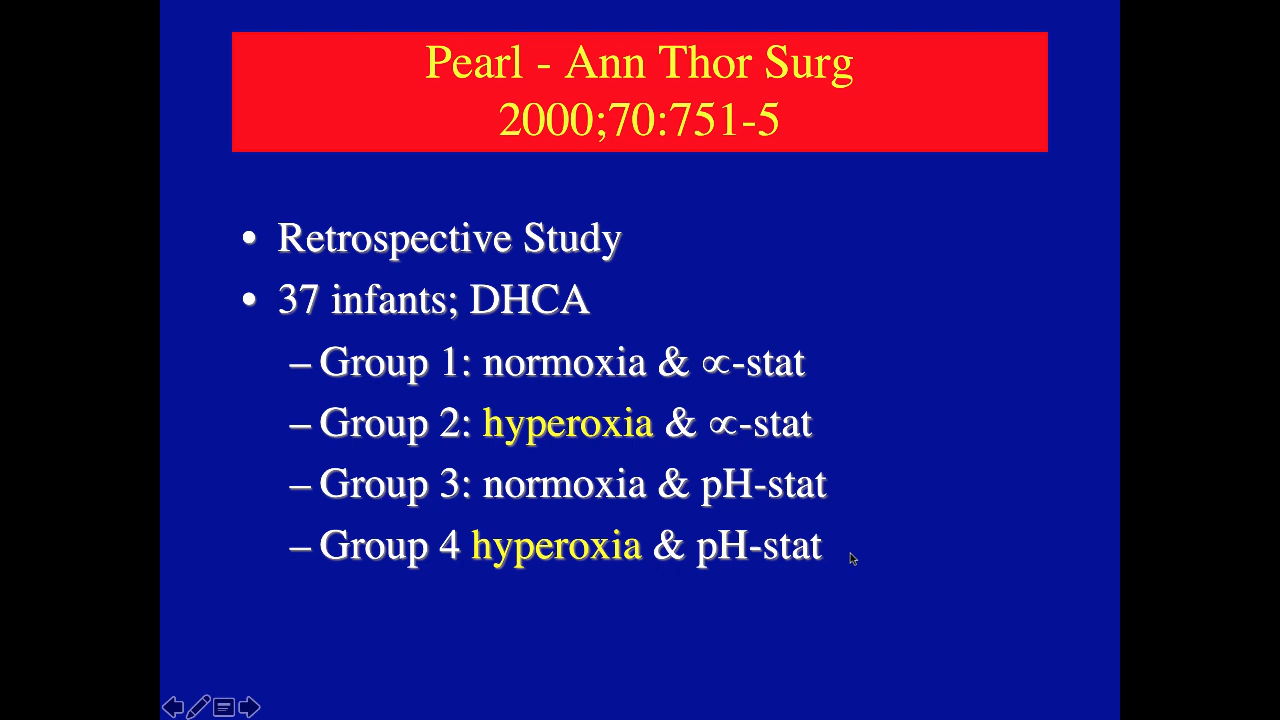 Pearl - Ann Thor Surg
2000;70:751-5
• Retrospective Study
• 37 infants; DHCA
– Group 1: normoxia & ∝-stat
– Group 2: hyperoxia & ∝-stat
– Group 3: normoxia & pH-stat
– Group 4 hyperoxia & pH-stat